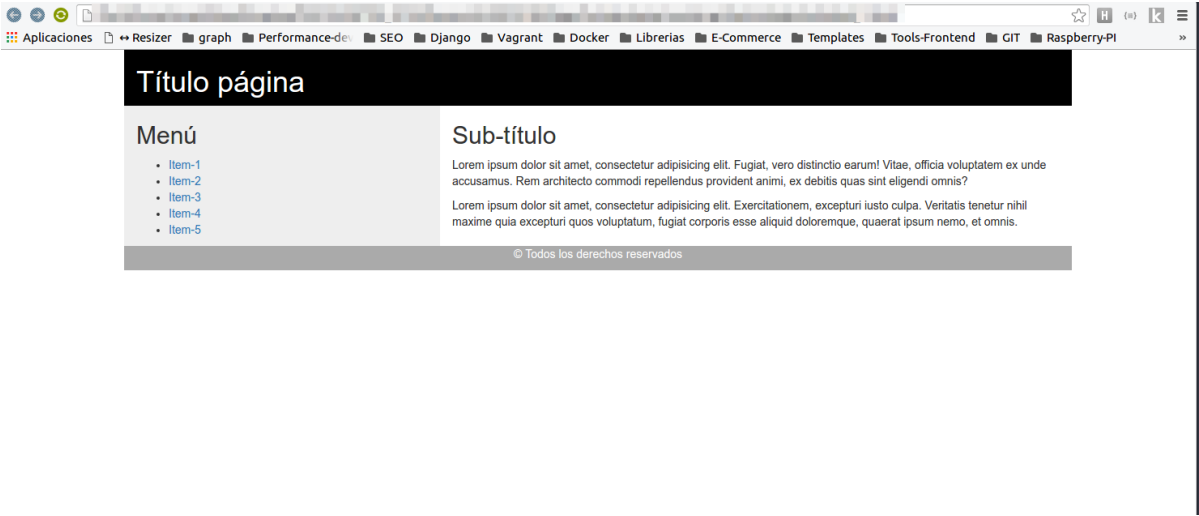 Aplicaciones Resizer graph Performance-dev SEO Django Vagrant Docker Librerias E-Commerce Templates Tools-Frontend GIT Raspberry-PI »
Título página
Menú
Item-1
Item-2
Item-3
Item-4
Item-5
Sub-título
Lorem ipsum dolor sit amet, consectetur adipisicing elit. Fugiat, vero distinctio earum! Vitae, officia voluptatem ex unde
accusamus. Rem architecto commodi repellendus provident animi, ex debitis quas sint eligendi omnis?
Lorem ipsum dolor sit amet, consectetur adipisicing elit. Exercitationem, excepturi iusto culpa. Veritatis tenetur nihil
maxime quia excepturi quos voluptatum, fugiat corporis esse aliquid doloremque, quaerat ipsum nemo, et omnis.
© Todos los derechos reservados